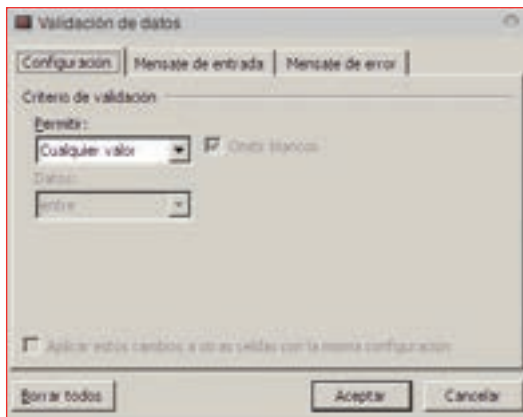 Validación de datos
Configuración Mensaje de entrada Mensaje de error
Criterio de validación
Permitir:
Cualquier valor Omitir blancos
Datos:
entre
Aplicar estos cambios a otras celdas con la misma configuración
Borrar todos Aceptar Cancelar